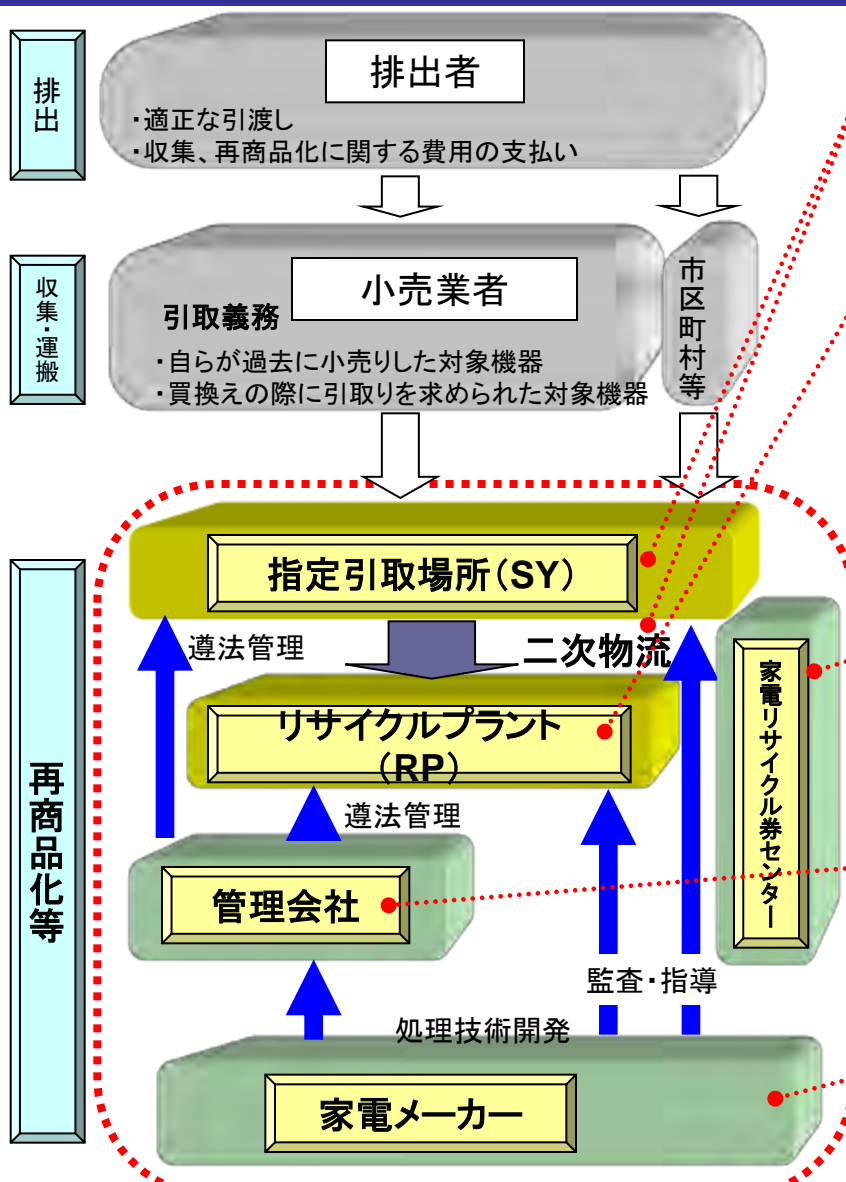 排出
排出者
・適正な引渡し
・収集、再商品化に関する費用の支払い
収集・運搬
小売業者
引取義務
・自らが過去に小売りした対象機器
・買換えの際に引取りを求められた対象機器
市区町村等
再商品化等
指定引取場所(SY)
遵法管理
二次物流
リサイクルプラント
(RP)
家電リサイクル券センター
遵法管理
管理会社
監査・指導
処理技術開発
家電メーカー